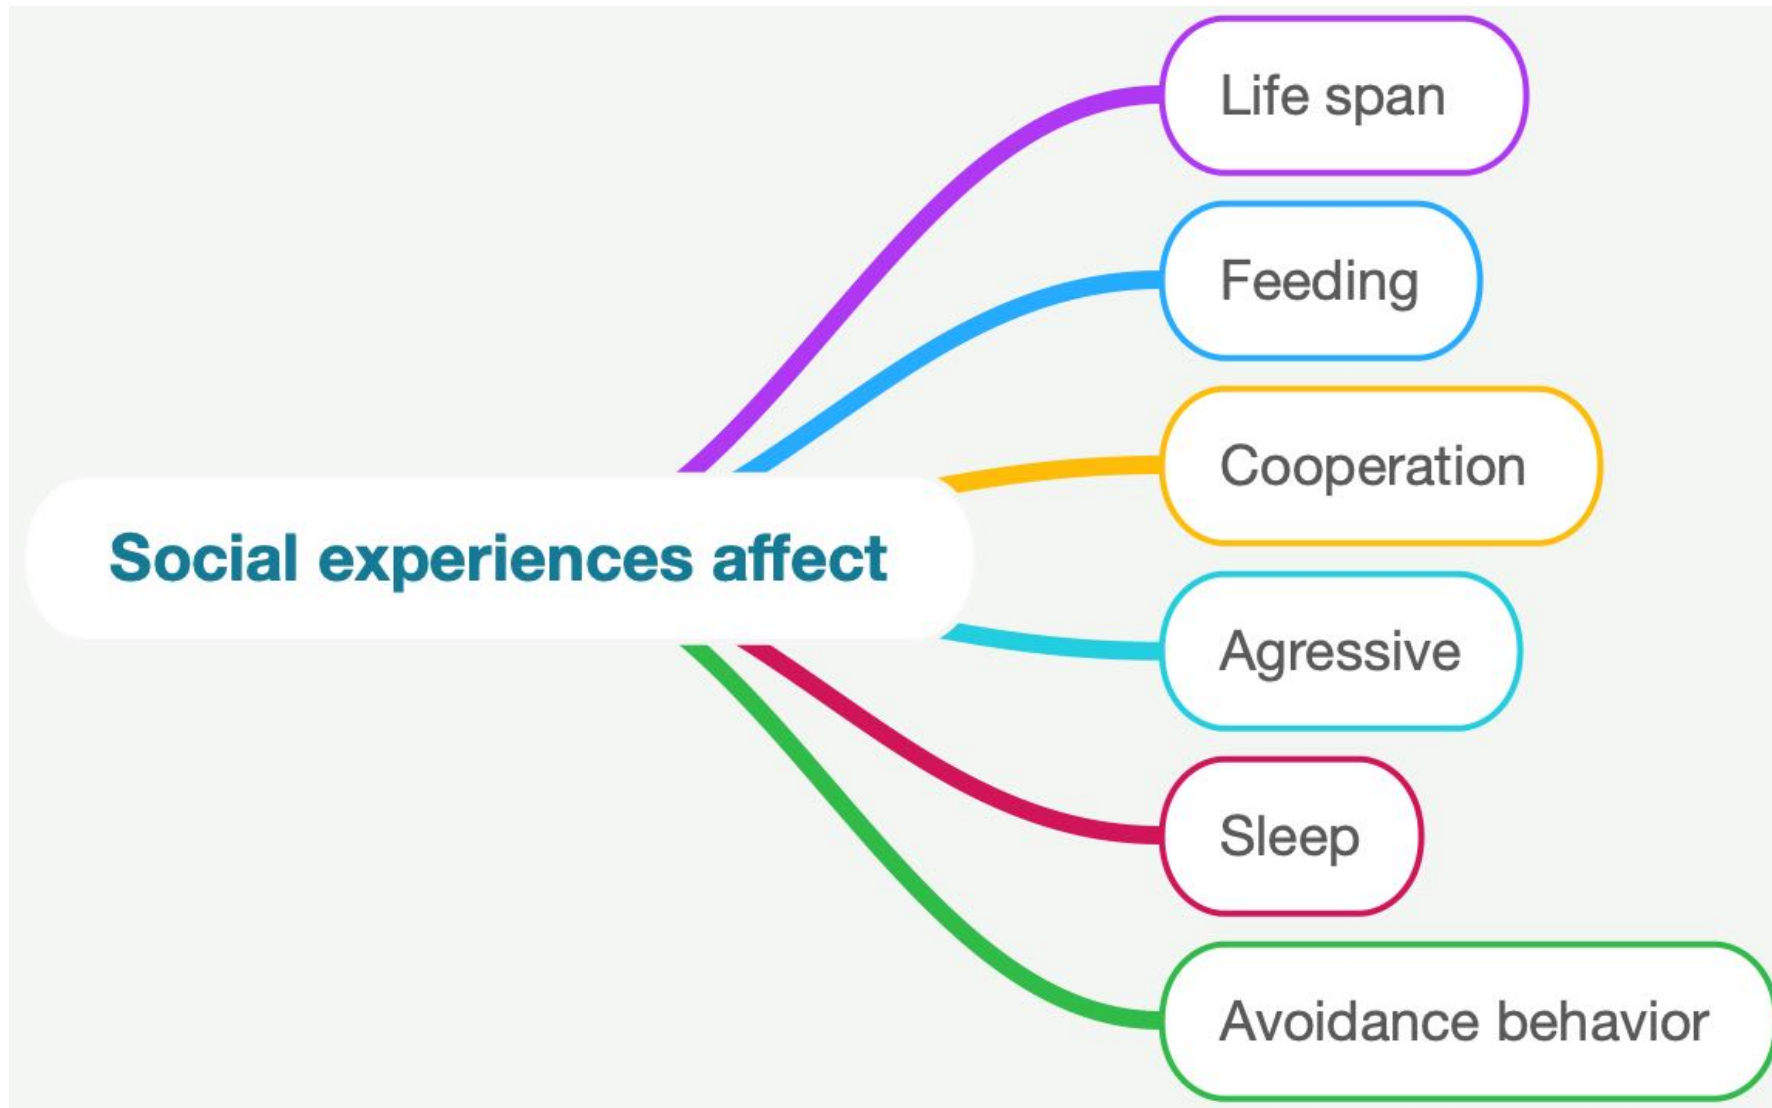 Social experiences affect
Life span
Feeding
Cooperation
Agressive
Sleep
Avoidance behavior